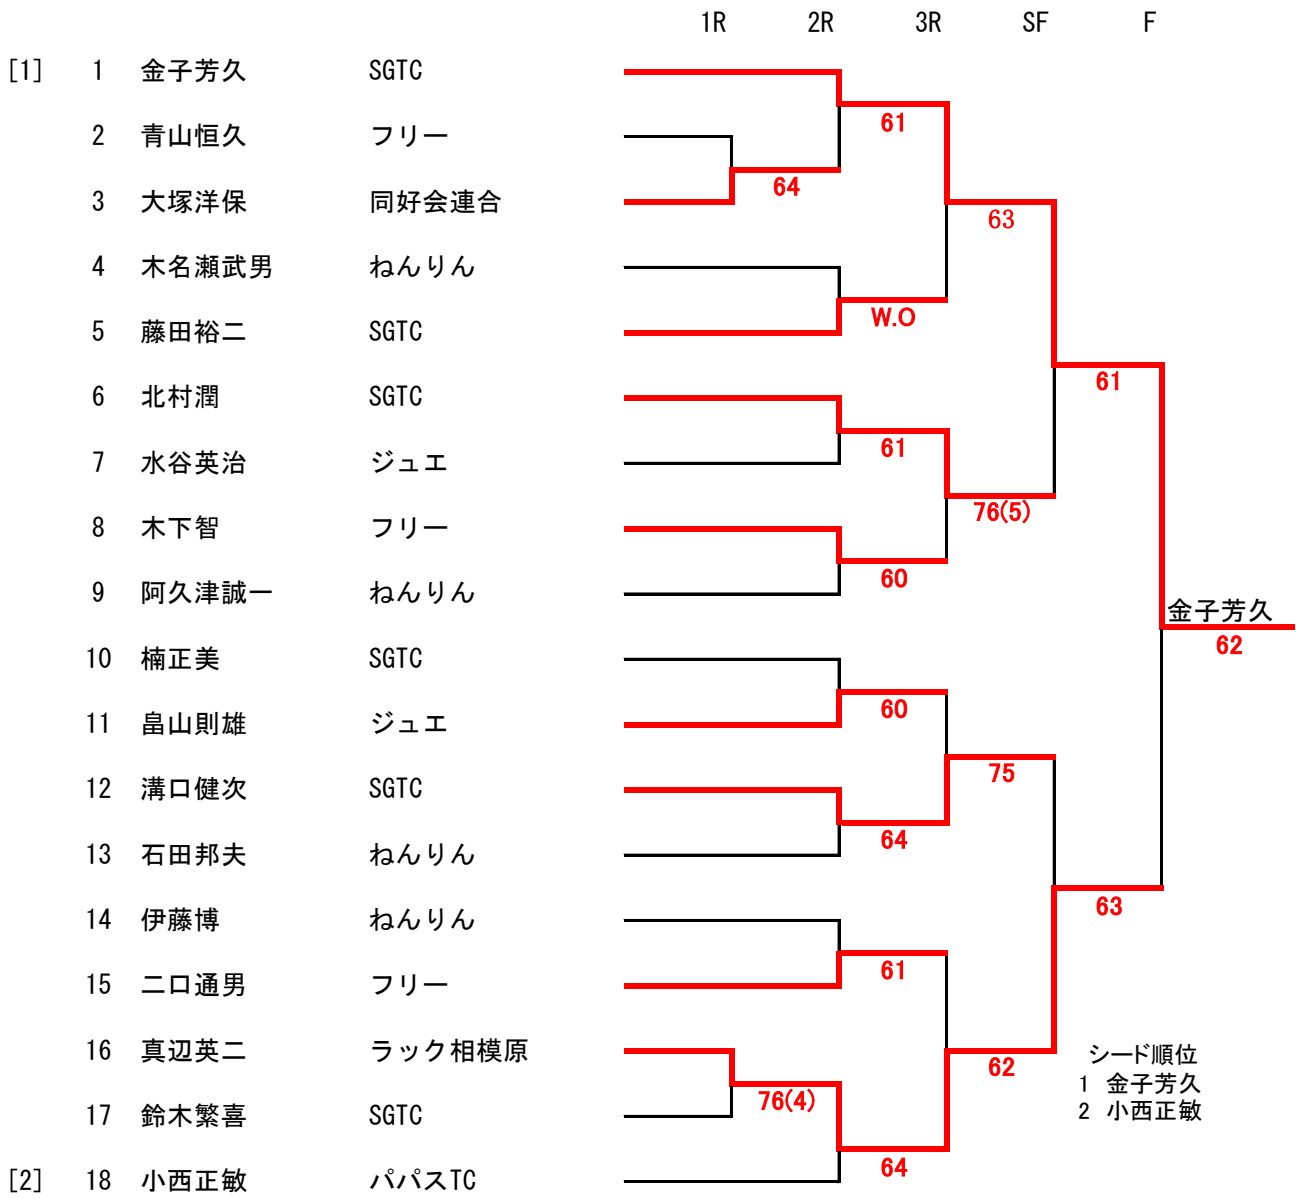 1R 2R 3R SF F
[1] 1 金子芳久 SGTC
61
2 青山恒久 フリー
64
3 大塚洋保 同好会連合
63
4 木名瀬武男 ねんりん
W.O
5 藤田裕二 SGTC
61
6 北村潤 SGTC
61
7 水谷英治 ジュエ
76(5)
8 木下智 フリー
60
9 阿久津誠一 ねんりん
金子芳久
62
10 楠正美 SGTC
60
11 畠山則雄 ジュエ
75
12 溝口健次 SGTC
64
13 石田邦夫 ねんりん
63
14 伊藤博 ねんりん
61
15 二口通男 フリー
16 真辺英二 ラック相模原
62
シード順位
1 金子芳久
76(4)
2 小西正敏
17 鈴木繁喜 SGTC
64
[2] 18 小西正敏 パパスTC